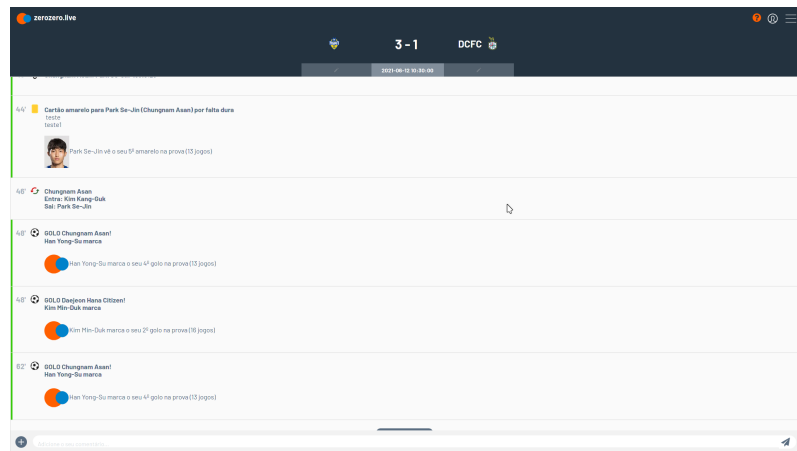 zerozero.live
3 - 1 DCFC
2021-06-12 10:30:00
44' Cartão amarelo para Park Se-Jin (Chungnam Asan) por falta dura
teste
teste1
Park Se-Jin vê o seu 5º amarelo na prova (13 jogos)
46' Chungnam Asan
Entra: Kim Kang-Guk
Sai: Park Se-Jin
48' GOLO Chungnam Asan!
Han Yong-Su marca
Han Yong-Su marca o seu 4º golo na prova (13 jogos)
48' GOLO Daejeon Hana Citizen!
Kim Min-Duk marca
Kim Min-Duk marca o seu 2º golo na prova (16 jogos)
62' GOLO Chungnam Asan!
Han Yong-Su marca
Han Yong-Su marca o seu 4º golo na prova (13 jogos)